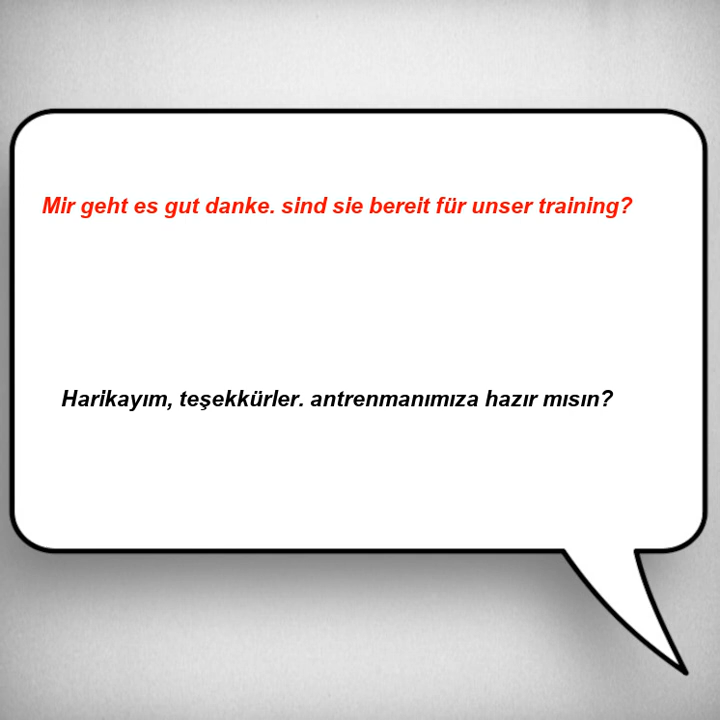 Mir geht es gut danke. sind sie bereit für unser training?
Harikayım, teşekkürler. antrenmanımıza hazır mısın?